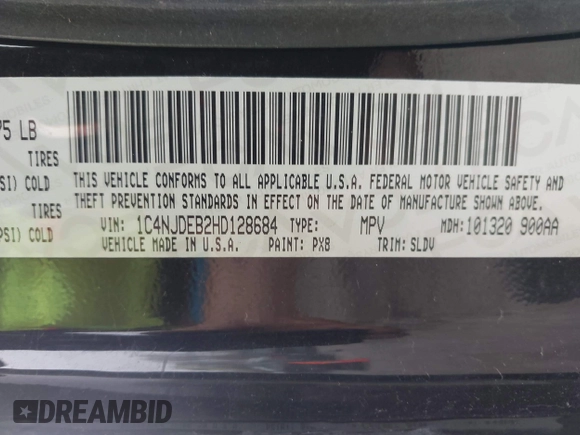 75 LB
TIRES
THIS VEHICLE CONFORMS TO ALL APPLICABLE U.S.A. FEDERAL MOTOR VEHICLE SAFETY AND
PSI) COLD
THEFT PREVENTION STANDARDS IN EFFECT ON THE DATE OF MANUFACTURE SHOWN ABOVE.
TIRES
VIN: 1C4NJDEB2HD128684 TYPE: MPV MDH: 101320 900AA
PSI) COLD
VEHICLE MADE IN U.S.A. PAINT: PX8 TRIM: SLDV
DREAMBID